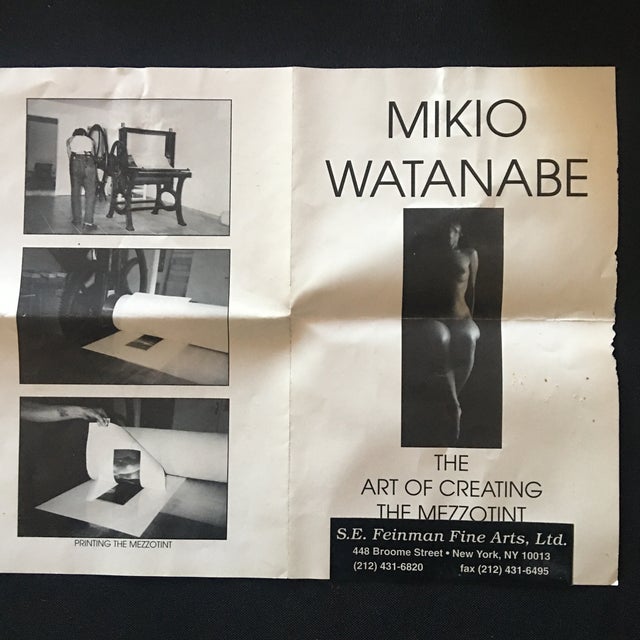 PRINTING THE MEZZOTINT
MIKIO
WATANABE
THE
ART OF CREATING
THE MEZZOTINT
S.E. Feinman Fine Arts, Ltd.
448 Broome Street • New York, NY 10013
(212) 431-6820 fax (212) 431-6495